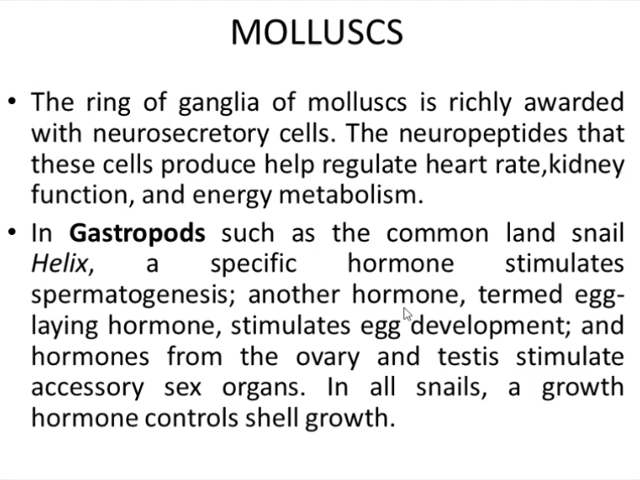 MOLLUSCS
• The ring of ganglia of molluscs is richly awarded
with neurosecretory cells. The neuropeptides that
these cells produce help regulate heart rate,kidney
function, and energy metabolism.
• In Gastropods such as the common land snail
Helix, a specific hormone stimulates
spermatogenesis; another hormone, termed egg-
laying hormone, stimulates egg development; and
hormones from the ovary and testis stimulate
accessory sex organs. In all snails, a growth
hormone controls shell growth.